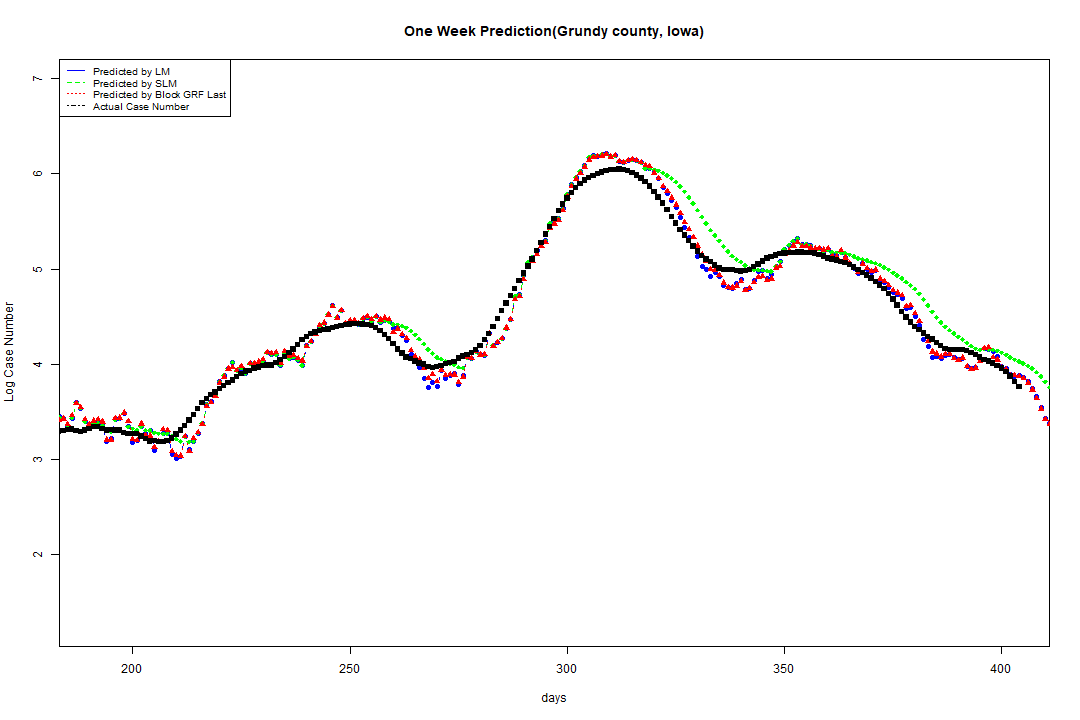 One Week Prediction(Grundy county, Iowa)
Predicted by LM
Predicted by SLM
Predicted by Block GRF Last
Actual Case Number
7
6
5
4
3
2
Log Case Number
200 250 300 350 400
days